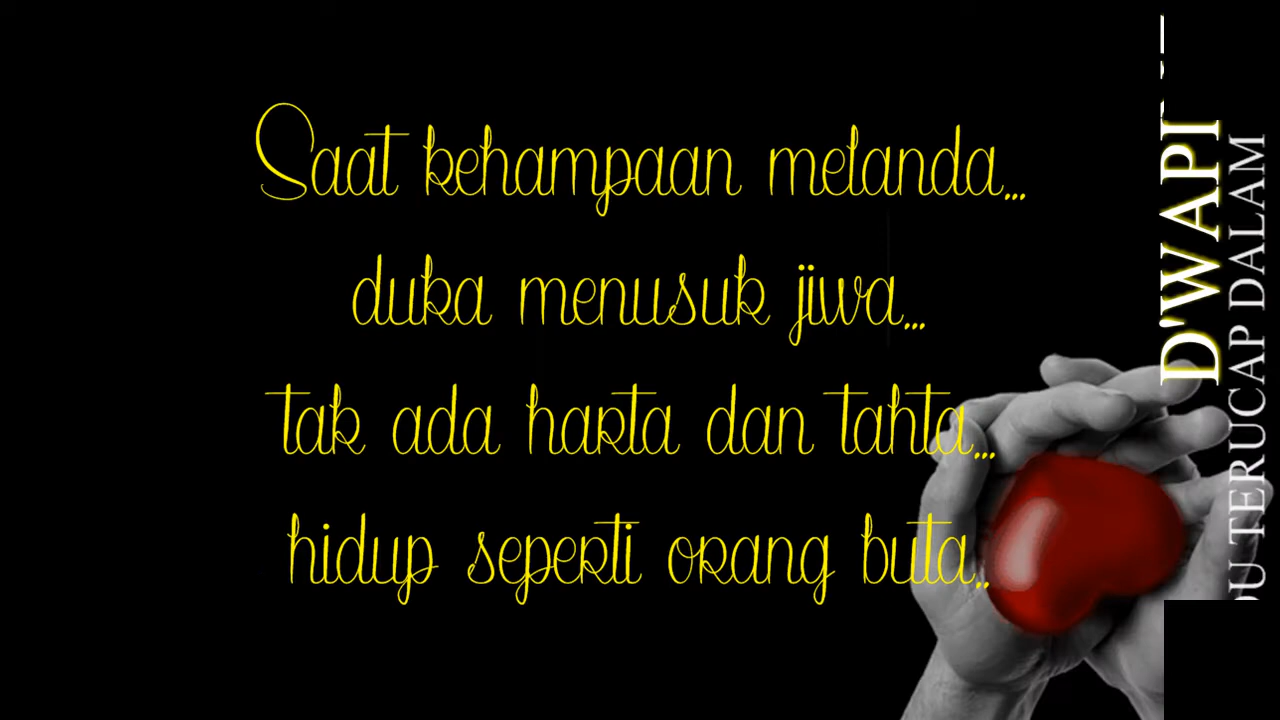 Saat kehampaan melanda...
duka menusuk jiwa...
tak ada harta dan tahta...
hidup seperti orang buta..
D'WAPI
TERUCAP DALAM